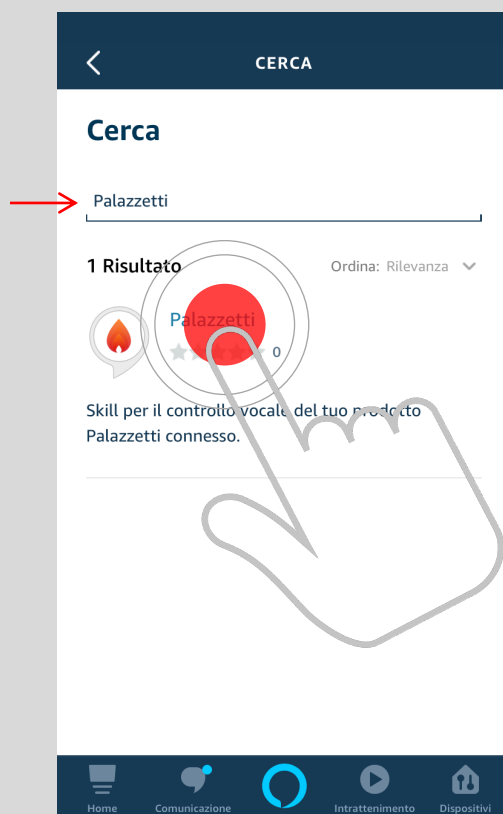 CERCA
Cerca
Palazzetti
1 Risultato
Ordina: Rilevanza
Palazzetti
0
Skill per il controllo vocale del tuo prodotto
Palazzetti connesso.
Home
Comunicazione
Intrattenimento
Dispositivi